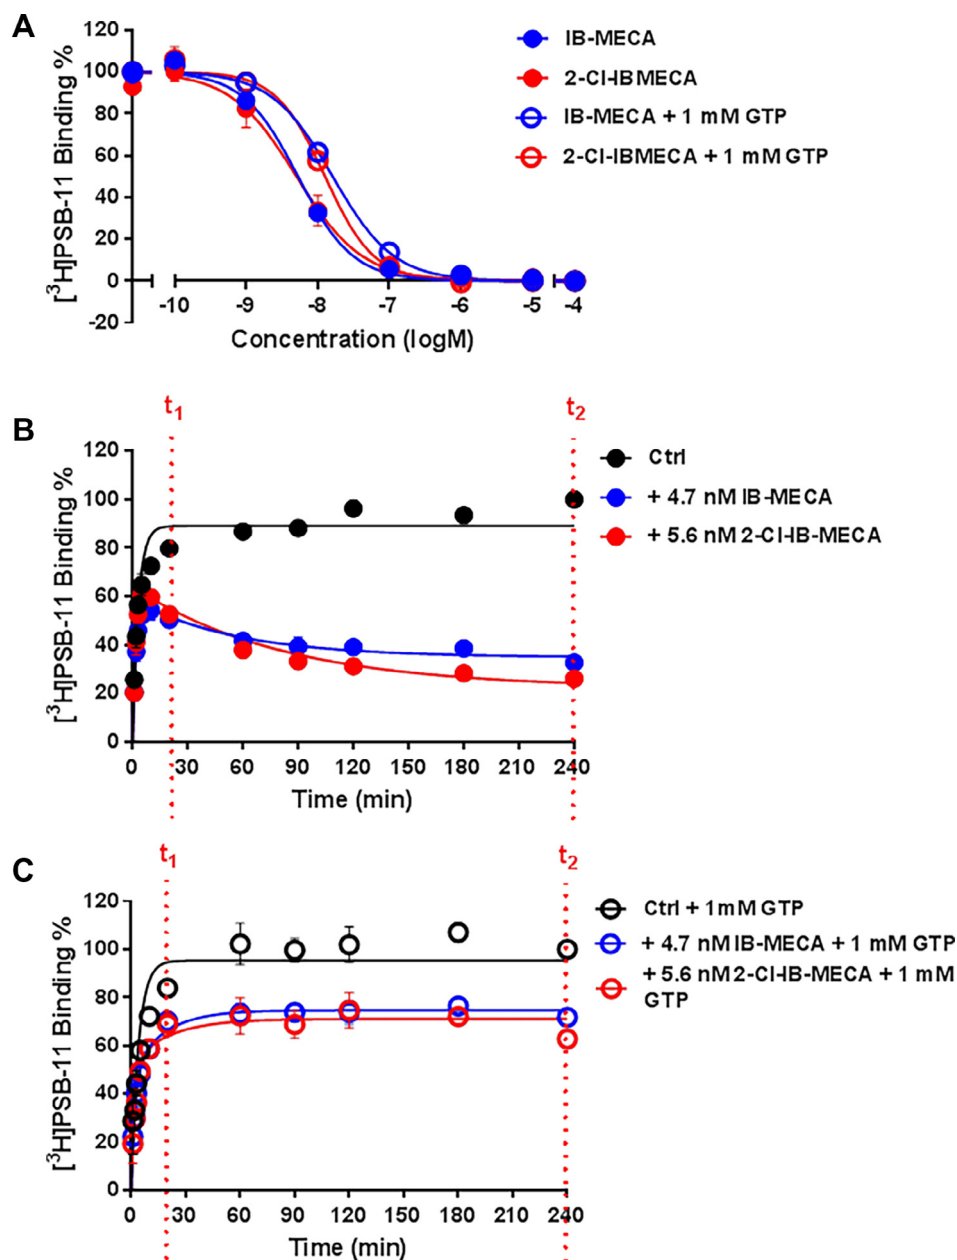 A
120
100
80
60
40
20
0
-20
[³H]PSB-11 Binding %
-10 -9 -8 -7 -6 -5 -4
Concentration (logM)
IB-MECA
2-Cl-IBMECA
IB-MECA + 1 mM GTP
2-Cl-IBMECA + 1 mM GTP
t₁
t₂
B
120
100
80
60
40
20
0
[³H]PSB-11 Binding %
0 30 60 90 120 150 180 210 240
Time (min)
Ctrl
+ 4.7 nM IB-MECA
+ 5.6 nM 2-Cl-IB-MECA
t₁
t₂
C
120
100
80
60
40
20
0
[³H]PSB-11 Binding %
0 30 60 90 120 150 180 210 240
Time (min)
Ctrl + 1mM GTP
+ 4.7 nM IB-MECA + 1 mM GTP
+ 5.6 nM 2-Cl-IB-MECA + 1 mM
GTP